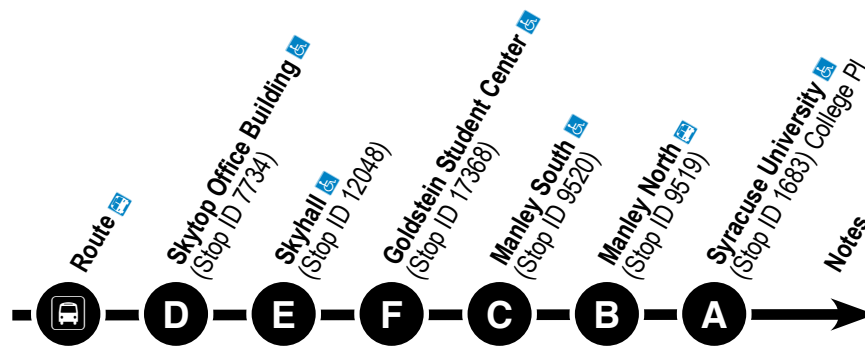 Route
Skytop Office Building
(Stop ID 7734)
Skyhall
(Stop ID 12048)
Goldstein Student Center
(Stop ID 17368)
Manley South
(Stop ID 9520)
Manley North
(Stop ID 9519)
Syracuse University
(Stop ID 1683) College Pl
Notes
D
E
F
C
B
A